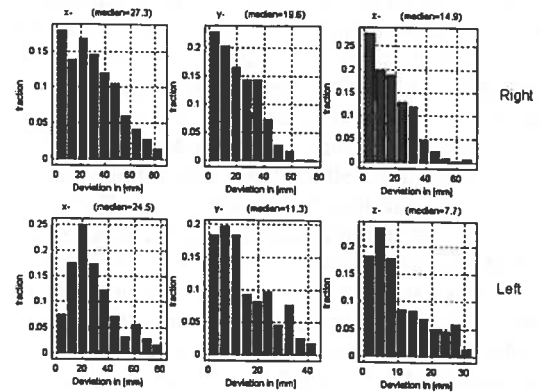 x- (median=27.3) y- (median=19.6) z- (median=14.9)
fraction 0.15 0.1 0.05 0
fraction 0.2 0.15 0.1 0.05 0
fraction 0.25 0.2 0.15 0.1 0.05 0
Right
0 20 40 60 80
0 20 40 60 80
0 20 40 60
Deviation in [mm] Deviation in [mm] Deviation in [mm]
x- (median=24.5) y- (median=11.3) z- (median=7.7)
fraction 0.25 0.2 0.15 0.1 0.05 0
fraction 0.2 0.15 0.1 0.05 0
fraction 0.2 0.15 0.1 0.05 0
Left
0 20 40 60 80
0 20 40
0 10 20 30
Deviation in [mm] Deviation in [mm] Deviation in [mm]